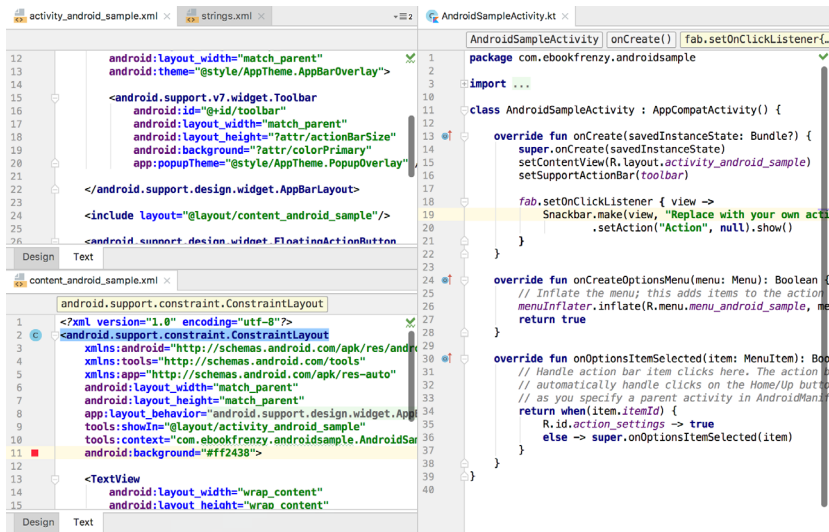 activity_android_sample.xml
strings.xml
2
12 android:layout_width="match_parent"
13 android:theme="@style/AppTheme.AppBarOverlay">
14
15 <android.support.v7.widget.Toolbar
16 android:id="@+id/toolbar"
17 android:layout_width="match_parent"
18 android:layout_height="?attr/actionBarSize"
19 android:background="?attr/colorPrimary"
20 app:popupTheme="@style/AppTheme.PopupOverlay" /
21
22 </android.support.design.widget.AppBarLayout>
23
24 <include layout="@layout/content_android_sample"/>
25
26 <android.support.design.widget.FloatingActionButton
Design Text
content_android_sample.xml
android.support.constraint.ConstraintLayout
1 <?xml version="1.0" encoding="utf-8"?>
2 C <android.support.constraint.ConstraintLayout
3 xmlns:android="http://schemas.android.com/apk/res/andro
4 xmlns:tools="http://schemas.android.com/tools"
5 xmlns:app="http://schemas.android.com/apk/res-auto"
6 android:layout_width="match_parent"
7 android:layout_height="match_parent"
8 app:layout_behavior="android.support.design.widget.AppB
9 tools:showIn="@layout/activity_android_sample"
10 tools:context="com.ebookfrenzy.androidsample.AndroidSam
11 android:background="#ff2438">
12
13 <TextView
14 android:layout_width="wrap_content"
15 android:layout_height="wrap_content"
Design Text
AndroidSampleActivity.kt
AndroidSampleActivity onCreate() fab.setOnClickListener{…
1 package com.ebookfrenzy.androidsample
2
3 import ...
10
11 class AndroidSampleActivity : AppCompatActivity() {
12
13 override fun onCreate(savedInstanceState: Bundle?) {
14 super.onCreate(savedInstanceState)
15 setContentView(R.layout.activity_android_sample)
16 setSupportActionBar(toolbar)
17
18 fab.setOnClickListener { view ->
19 Snackbar.make(view, "Replace with your own acti
20 .setAction("Action", null).show()
21 }
22 }
23
24 override fun onCreateOptionsMenu(menu: Menu): Boolean {
25 // Inflate the menu; this adds items to the action
26 menuInflater.inflate(R.menu.menu_android_sample, me
27 return true
28 }
29
30 override fun onOptionsItemSelected(item: MenuItem): Boo
31 // Handle action bar item clicks here. The action b
32 // automatically handle clicks on the Home/Up butto
33 // as you specify a parent activity in AndroidManif
34 return when(item.itemId) {
35 R.id.action_settings -> true
36 else -> super.onOptionsItemSelected(item)
37 }
38 }
39 }
40